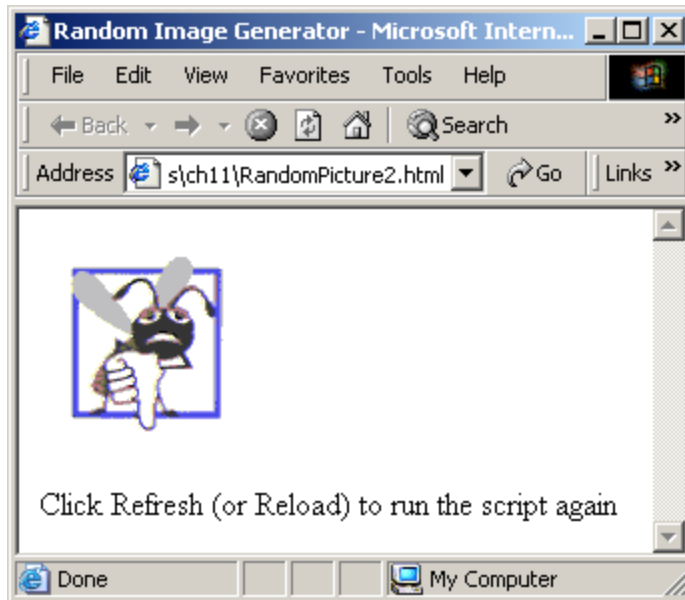 Random Image Generator - Microsoft Intern...
File Edit View Favorites Tools Help
Back Search »
Address s\ch11\RandomPicture2.html Go Links »
Click Refresh (or Reload) to run the script again
Done My Computer